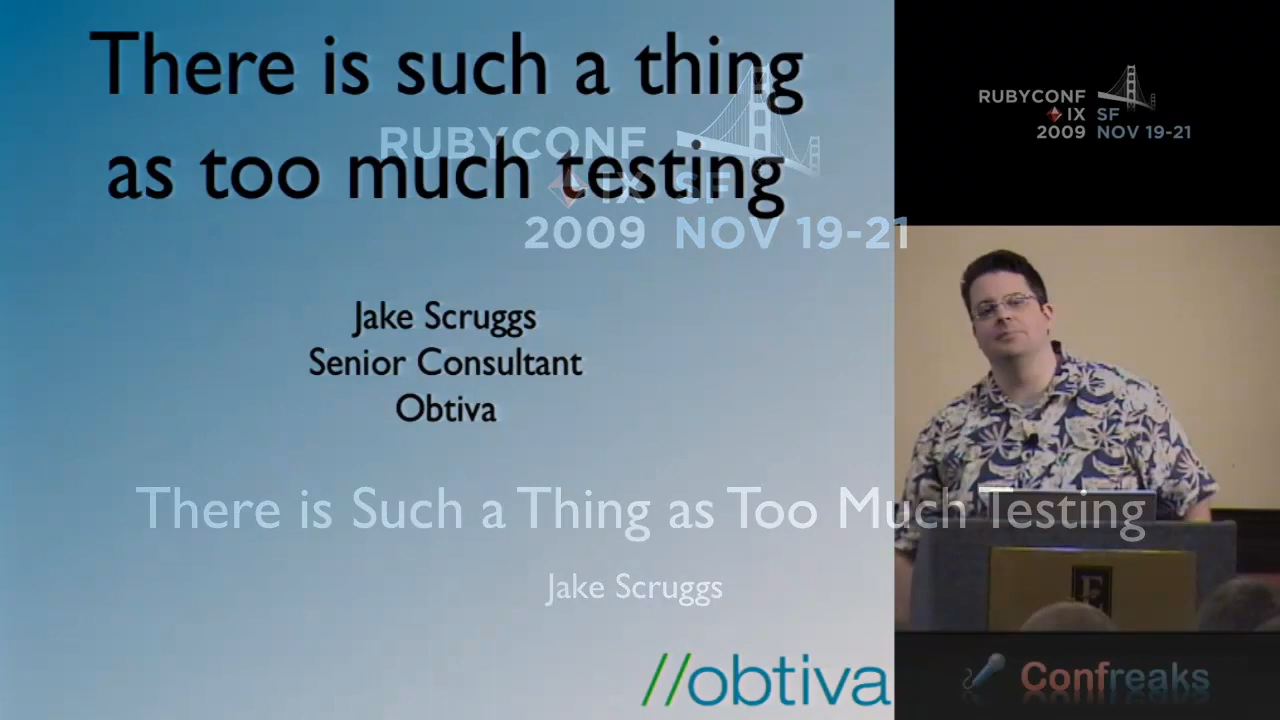 There is such a thing
as too much testing
RUBYCONF
IX SF
2009 NOV 19-21
Jake Scruggs
Senior Consultant
Obtiva
There is Such a Thing as Too Much Testing
Jake Scruggs
//obtiva
RUBYCONF
IX SF
2009 NOV 19-21
E
Confreaks